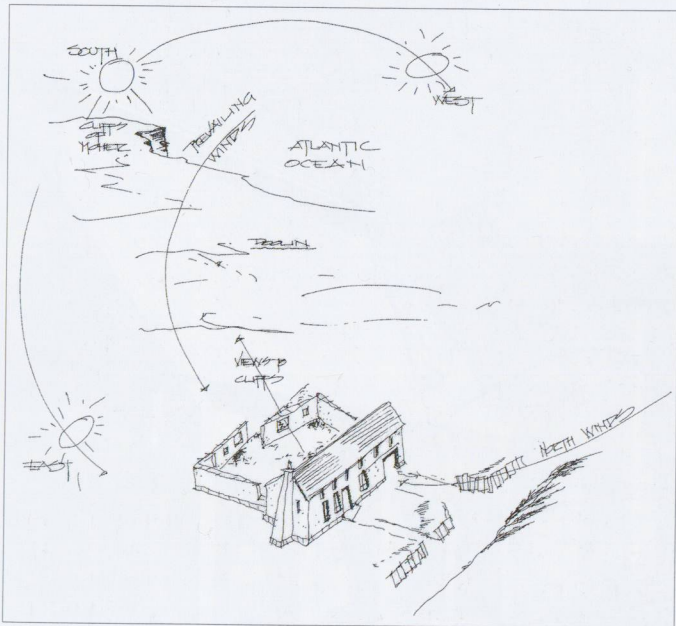 SOUTH
WEST
CLIFFS
OF
MOHER
PREVAILING
WINDS
ATLANTIC
OCEAN
DOOLIN
VIEWS TO
CLIFFS
EAST
NORTH WINDS